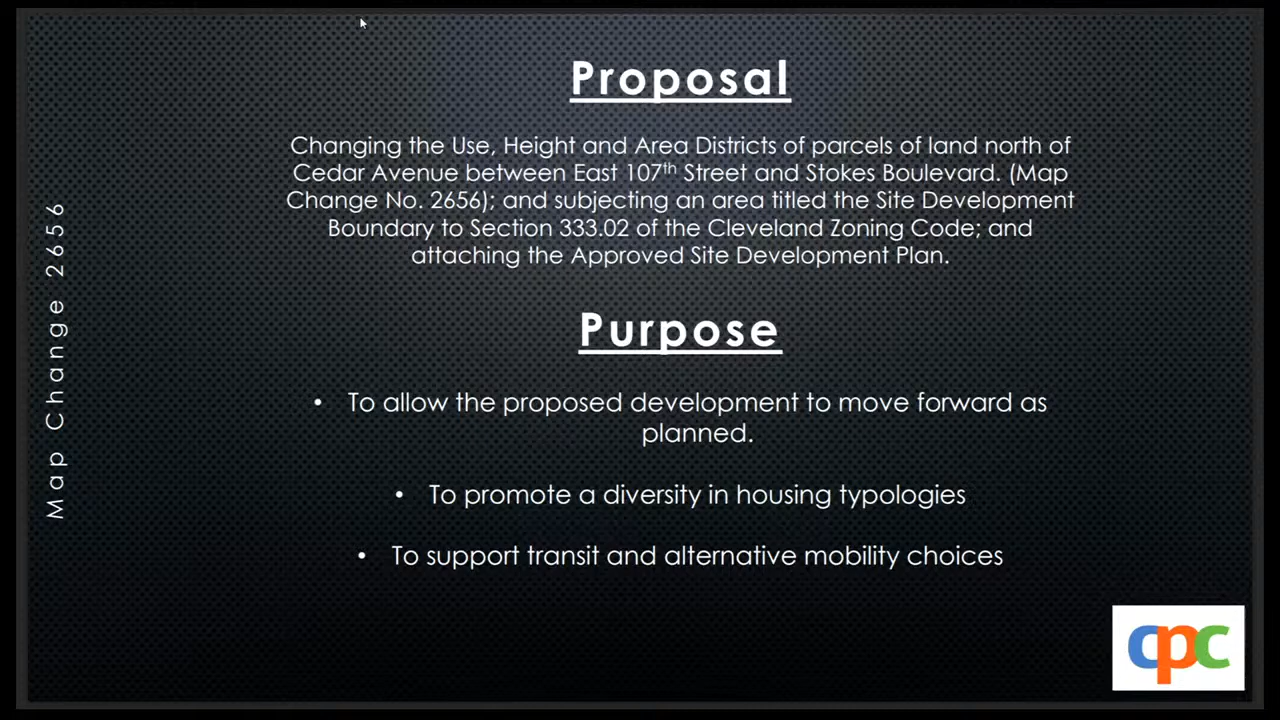 Proposal
Changing the Use, Height and Area Districts of parcels of land north of
Cedar Avenue between East 107th Street and Stokes Boulevard. (Map
Change No. 2656); and subjecting an area titled the Site Development
Boundary to Section 333.02 of the Cleveland Zoning Code; and
attaching the Approved Site Development Plan.
Purpose
• To allow the proposed development to move forward as
planned.
• To promote a diversity in housing typologies
• To support transit and alternative mobility choices
Map Change 2656
cpc